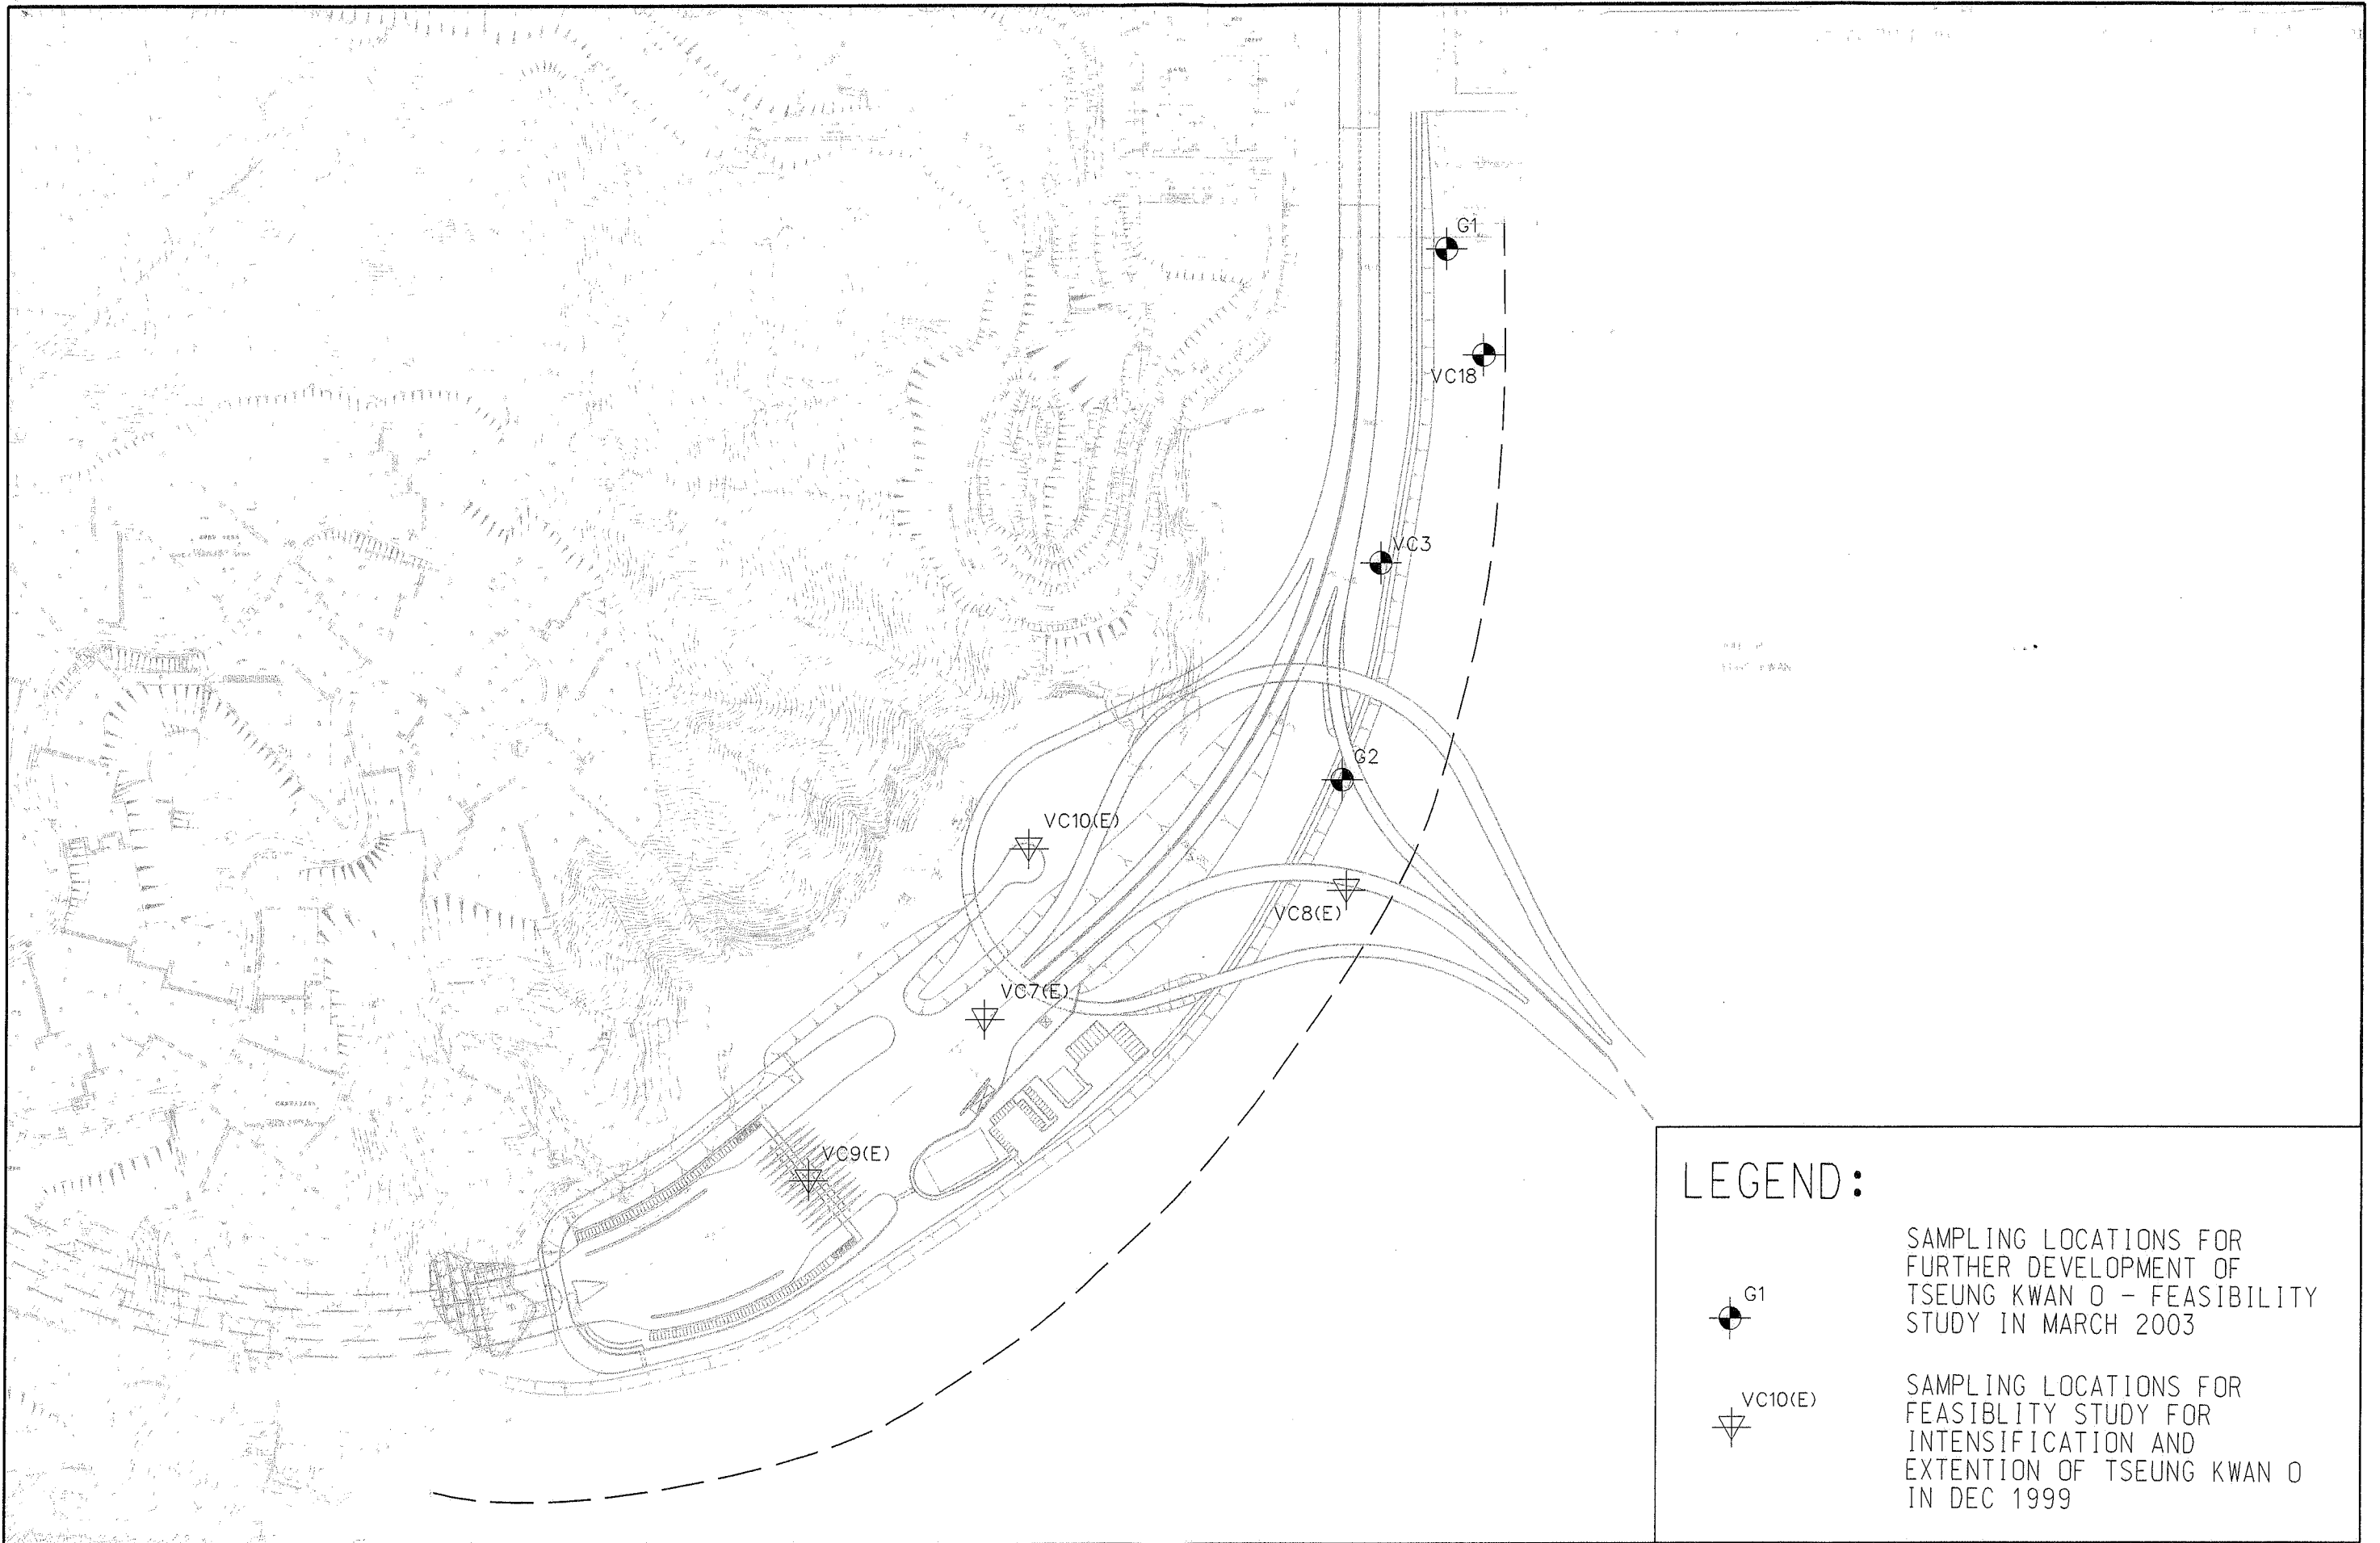 G1
VC18
VC3
G2
VC10(E)
VC8(E)
VC7(E)
VC9(E)
LEGEND:
G1
SAMPLING LOCATIONS FOR
FURTHER DEVELOPMENT OF
TSEUNG KWAN O – FEASIBILITY
STUDY IN MARCH 2003
VC10(E)
SAMPLING LOCATIONS FOR
FEASIBLITY STUDY FOR
INTENSIFICATION AND
EXTENTION OF TSEUNG KWAN O
IN DEC 1999